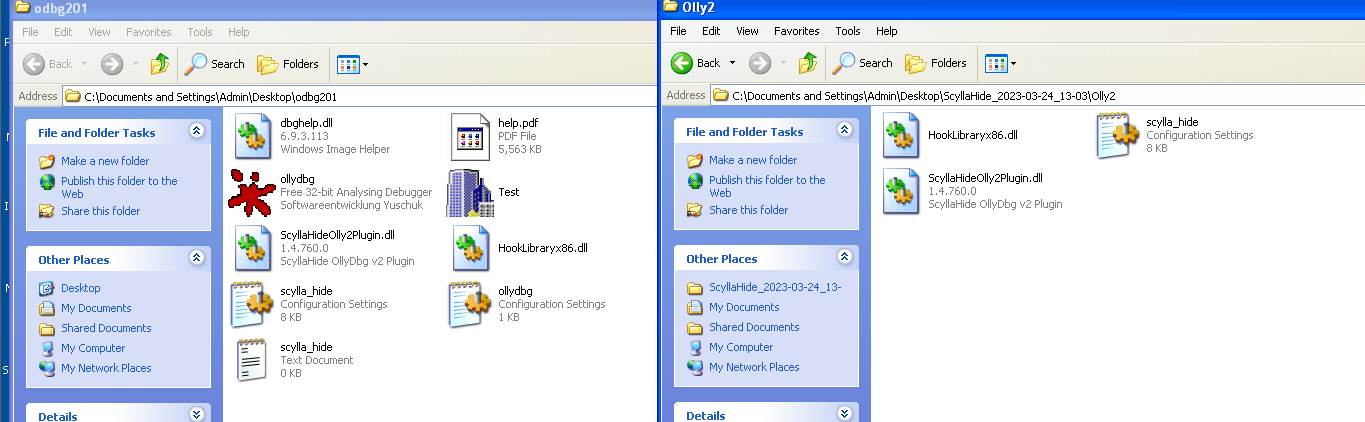 odbg201
File Edit View Favorites Tools Help
Back Search Folders
Address C:\Documents and Settings\Admin\Desktop\odbg201
File and Folder Tasks
Make a new folder
Publish this folder to the
Web
Share this folder
Other Places
Desktop
My Documents
Shared Documents
My Computer
My Network Places
Details
dbghelp.dll
6.9.3.113
Windows Image Helper
help.pdf
PDF File
5,563 KB
ollydbg
Free 32-bit Analysing Debugger
Softwareentwicklung Yuschuk
Test
ScyllaHideOlly2Plugin.dll
1.4.760.0
ScyllaHide OllyDbg v2 Plugin
HookLibraryx86.dll
scylla_hide
Configuration Settings
8 KB
ollydbg
Configuration Settings
1 KB
scylla_hide
Text Document
0 KB
Olly2
File Edit View Favorites Tools Help
Back Search Folders
Address C:\Documents and Settings\Admin\Desktop\ScyllaHide_2023-03-24_13-03\Olly2
File and Folder Tasks
Make a new folder
Publish this folder to the
Web
Share this folder
Other Places
ScyllaHide_2023-03-24_13-
My Documents
Shared Documents
My Computer
My Network Places
Details
HookLibraryx86.dll
scylla_hide
Configuration Settings
8 KB
ScyllaHideOlly2Plugin.dll
1.4.760.0
ScyllaHide OllyDbg v2 Plugin